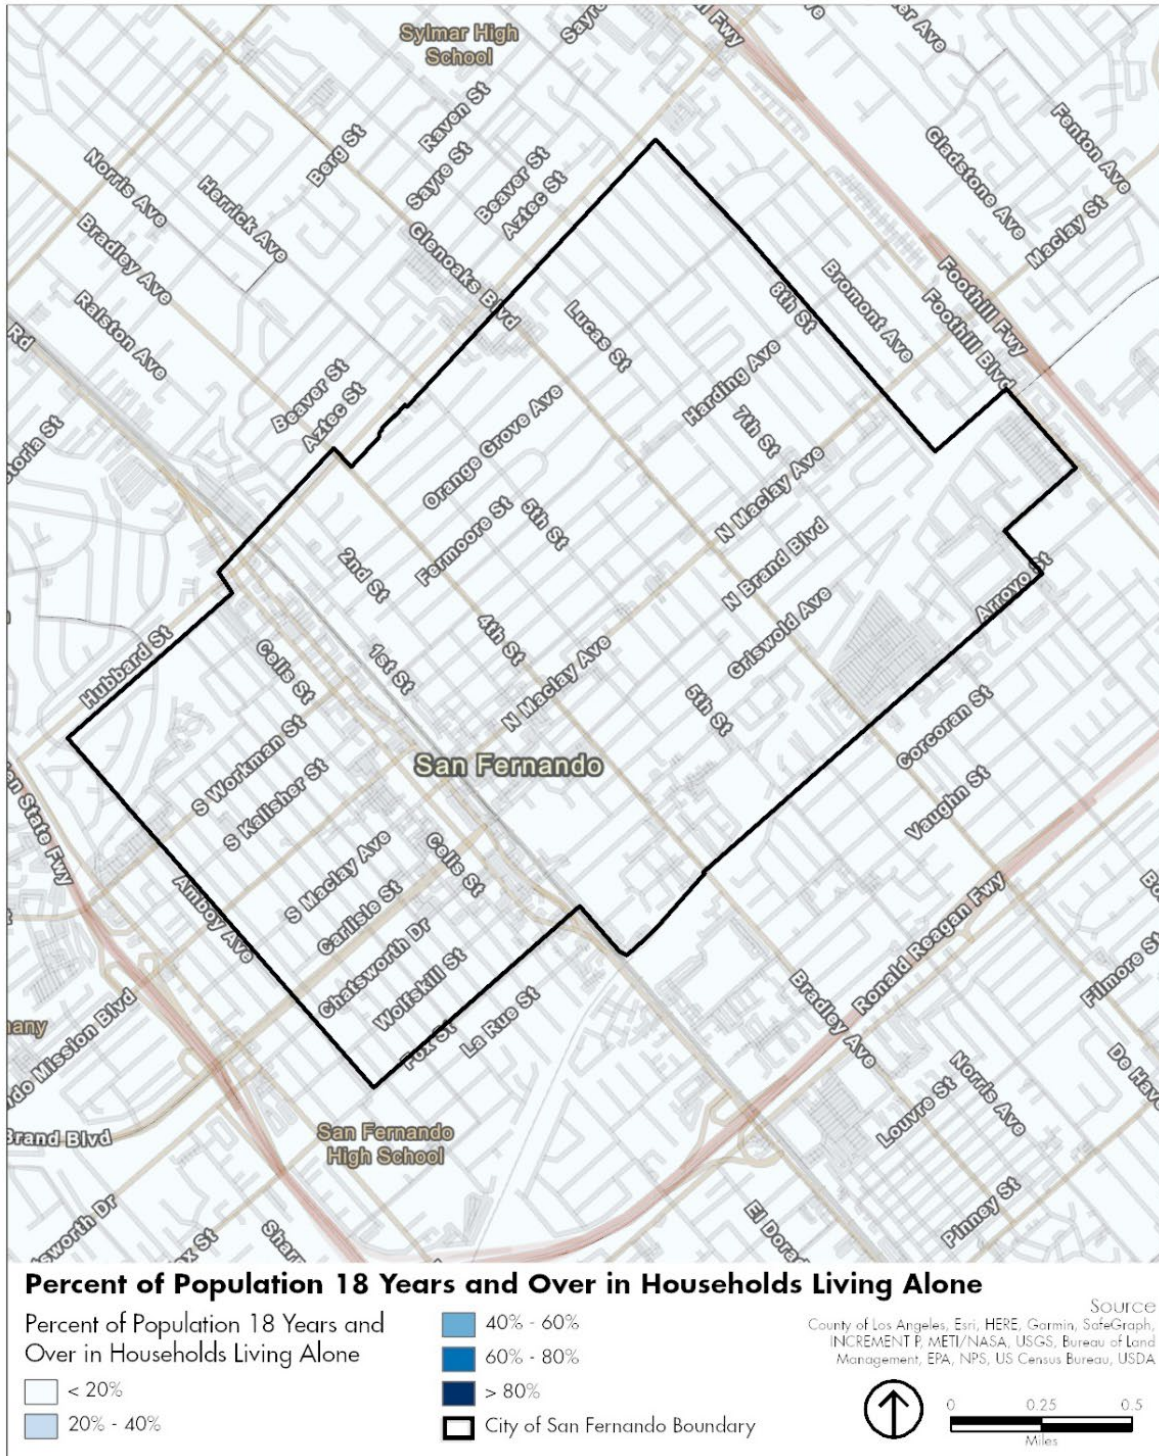 Sylmar High
School
Sayre
Fwy
Ave
Raven St
Berg St
Fenton Ave
Gladstone Ave
Norris Ave
Herrick Ave
Sayre St
Beaver St
Aztec St
Maclay St
Bradley Ave
Glenoaks Blvd
Bromont Ave
Foothill Fwy
Foothill Blvd
8th St
Ralston Ave
Rd
Lucas St
Harding Ave
Beaver St
Aztec St
Orange Grove Ave
7th St
N Maclay Ave
Fermoore St
5th St
2nd St
N Brand Blvd
Arroyo St
Griswold Ave
4th St
Hubbard St
Celis St
1st St
N Maclay Ave
5th St
Corcoran St
San Fernando
S Workman St
S Kalisher St
Vaughn St
State Fwy
S Maclay Ave
Celis St
Amboy Ave
Carlisle St
Chatsworth Dr
Wolfskill St
Ronald Reagan Fwy
Filmore St
Fox St
La Rue St
Bradley Ave
Mission Blvd
Norris Ave
Louvre St
Brand Blvd
San Fernando
High School
Pinney St
Percent of Population 18 Years and Over in Households Living Alone
Percent of Population 18 Years and
Over in Households Living Alone
< 20%
20% - 40%
40% - 60%
60% - 80%
> 80%
City of San Fernando Boundary
Source
County of Los Angeles, Esri, HERE, Garmin, SafeGraph,
INCREMENT P, METI/NASA, USGS, Bureau of Land
Management, EPA, NPS, US Census Bureau, USDA
0 0.25 0.5
Miles